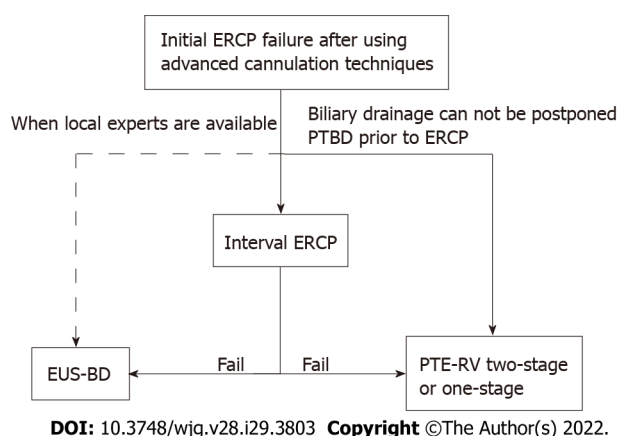 Initial ERCP failure after using
advanced cannulation techniques
When local experts are available
Biliary drainage can not be postponed
PTBD prior to ERCP
Interval ERCP
EUS-BD
Fail
Fail
PTE-RV two-stage
or one-stage
DOI: 10.3748/wjg.v28.i29.3803 Copyright ©The Author(s) 2022.